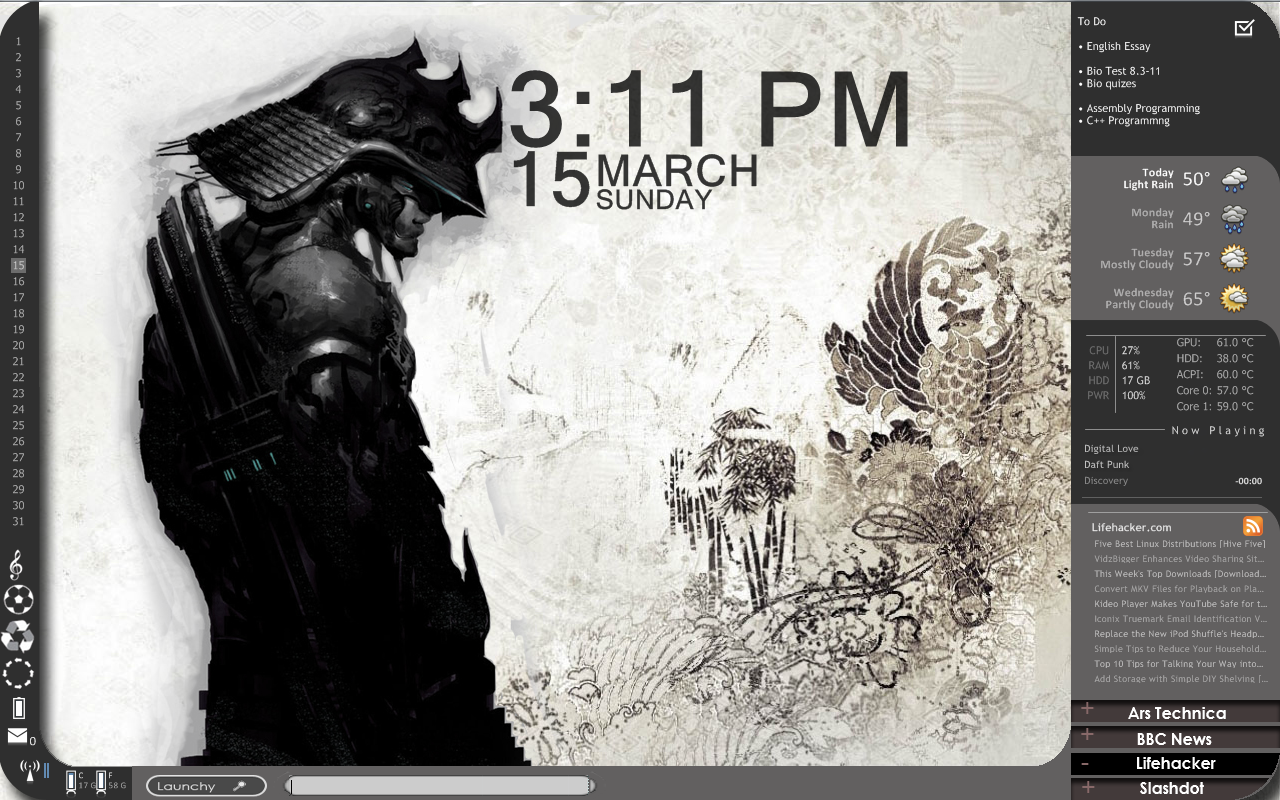 1
2
3
4
5
6
7
8
9
10
11
12
13
14
15
16
17
18
19
20
21
22
23
24
25
26
27
28
29
30
31
0
3:11 PM
15 MARCH
SUNDAY
To Do
• English Essay
• Bio Test 8.3-11
• Bio quizes
• Assembly Programming
• C++ Programmng
Today
Light Rain 50°
Monday
Rain 49°
Tuesday
Mostly Cloudy 57°
Wednesday
Partly Cloudy 65°
CPU 27%
RAM 61%
HDD 17 GB
PWR 100%
GPU: 61.0 °C
HDD: 38.0 °C
ACPI: 60.0 °C
Core 0: 57.0 °C
Core 1: 59.0 °C
Now Playing
Digital Love
Daft Punk
Discovery -00:00
Lifehacker.com
Five Best Linux Distributions [Hive Five]
VidzBigger Enhances Video Sharing Sit...
This Week's Top Downloads [Download...
Convert MKV Files for Playback on Pla...
Kideo Player Makes YouTube Safe for t...
Iconix Truemark Email Identification V...
Replace the New iPod Shuffle's Headp...
Simple Tips to Reduce Your Household...
Top 10 Tips for Talking Your Way into...
Add Storage with Simple DIY Shelving [...
+ Ars Technica
+ BBC News
- Lifehacker
+ Slashdot
C
17 G
F
58 G
Launchy